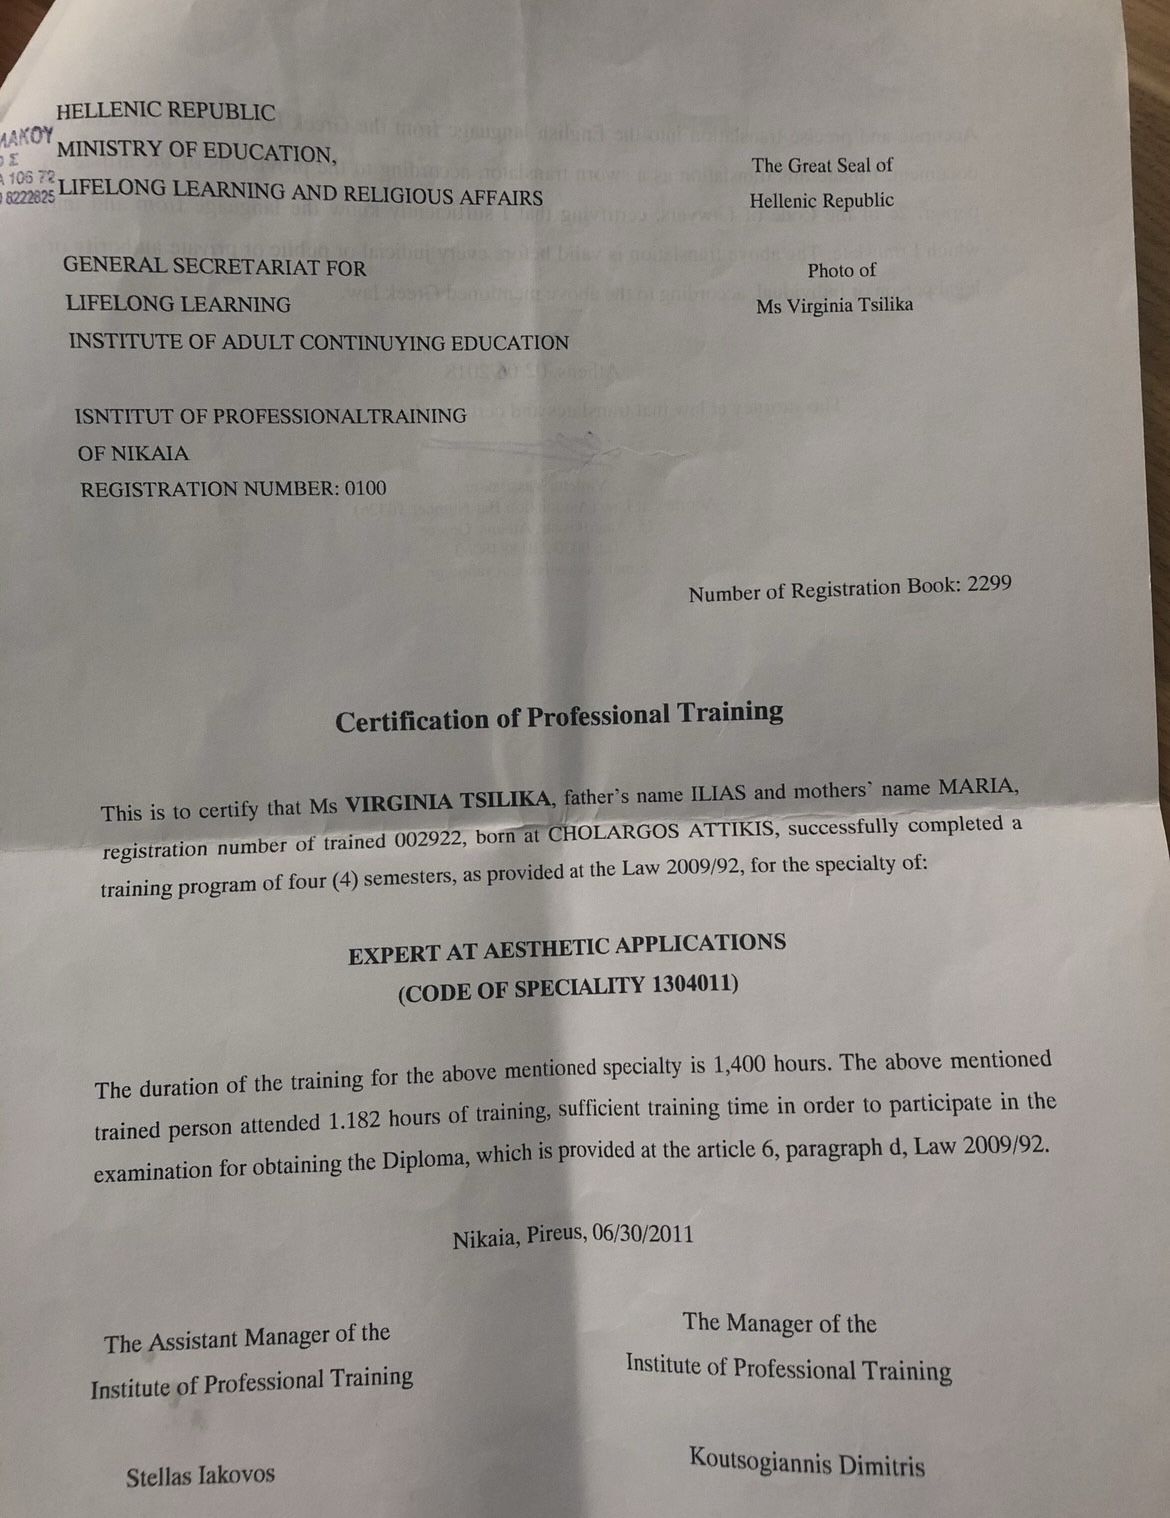 HELLENIC REPUBLIC
MINISTRY OF EDUCATION,
LIFELONG LEARNING AND RELIGIOUS AFFAIRS
106 72
8222825
The Great Seal of
Hellenic Republic
GENERAL SECRETARIAT FOR
LIFELONG LEARNING
INSTITUTE OF ADULT CONTINUYING EDUCATION
Photo of
Ms Virginia Tsilika
ISNTITUT OF PROFESSIONALTRAINING
OF NIKAIA
REGISTRATION NUMBER: 0100
Number of Registration Book: 2299
Certification of Professional Training
This is to certify that Ms VIRGINIA TSILIKA, father's name ILIAS and mothers' name MARIA,
registration number of trained 002922, born at CHOLARGOS ATTIKIS, successfully completed a
training program of four (4) semesters, as provided at the Law 2009/92, for the specialty of:
EXPERT AT AESTHETIC APPLICATIONS
(CODE OF SPECIALITY 1304011)
The duration of the training for the above mentioned specialty is 1,400 hours. The above mentioned
trained person attended 1.182 hours of training, sufficient training time in order to participate in the
examination for obtaining the Diploma, which is provided at the article 6, paragraph d, Law 2009/92.
Nikaia, Pireus, 06/30/2011
The Assistant Manager of the
Institute of Professional Training
Stellas Iakovos
The Manager of the
Institute of Professional Training
Koutsogiannis Dimitris